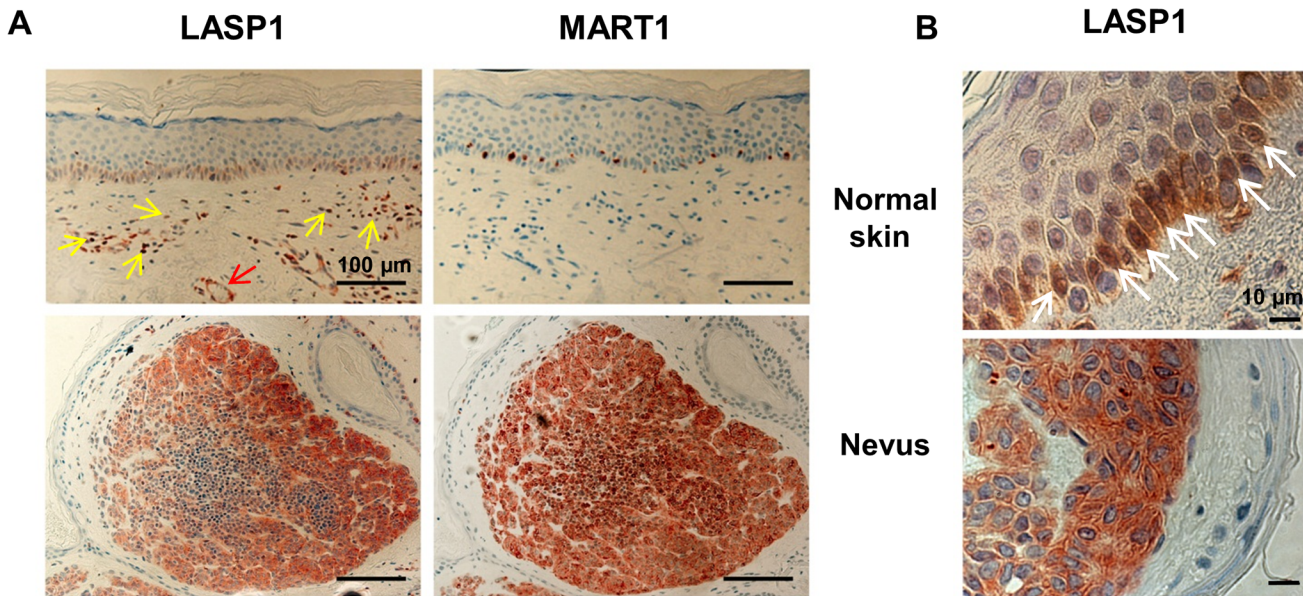 A
LASP1
MART1
B
LASP1
100 µm
Normal
skin
10 µm
Nevus